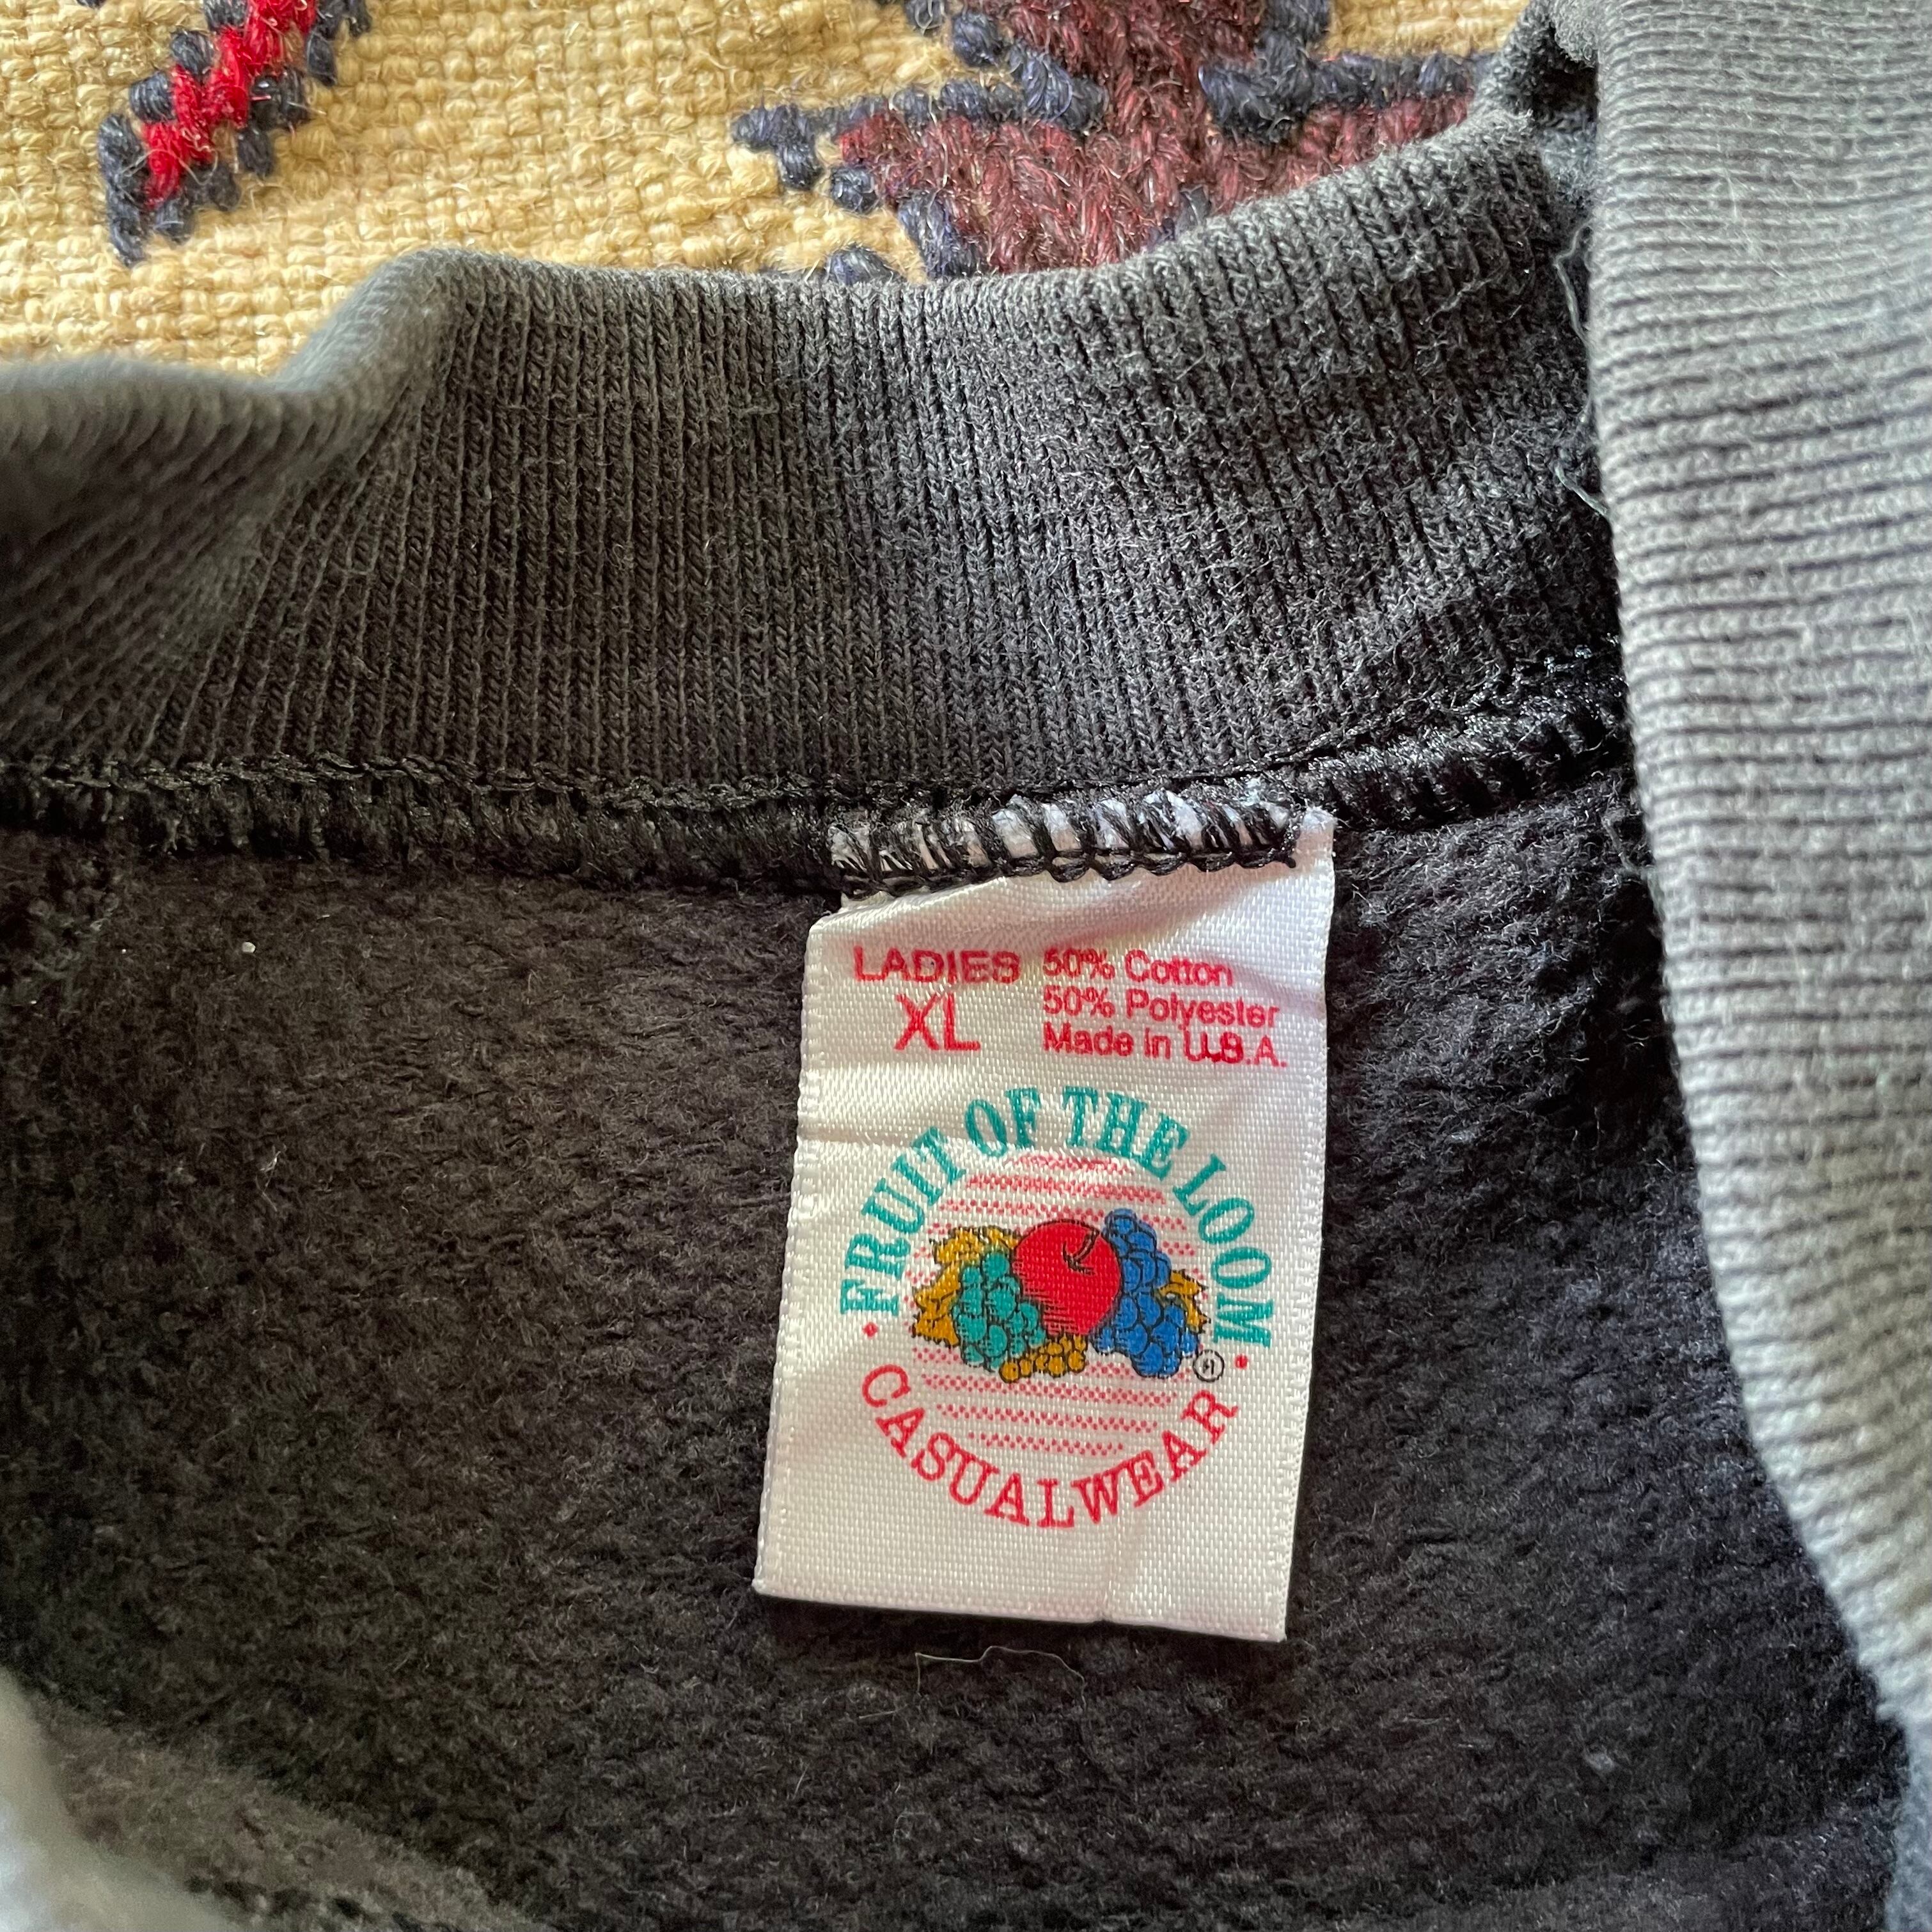 LADIES
XL
50% Cotton
50% Polyester
Made in U.S.A.
FRUIT OF THE LOOM
®
CASUALWEAR